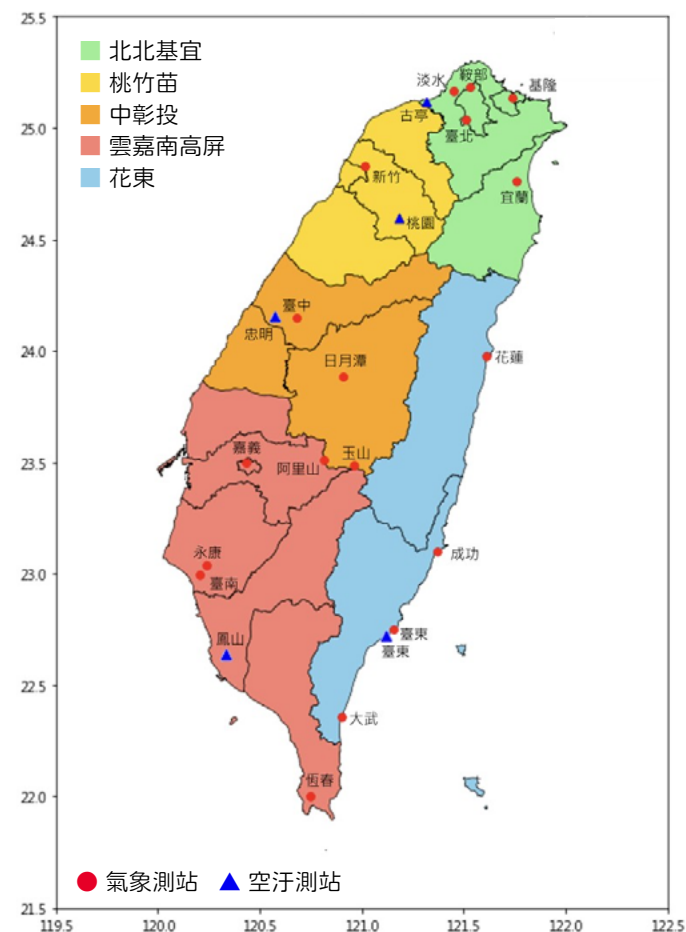 25.5
北北基宜
桃竹苗
中彰投
雲嘉南高屏
花東
淡水
鞍部
基隆
古亭
25.0
臺北
新竹
宜蘭
桃園
24.5
臺中
忠明
24.0
日月潭
花蓮
嘉義
玉山
阿里山
23.5
永康
成功
臺南
23.0
鳳山
臺東
臺東
22.5
大武
恆春
22.0
氣象測站
空汙測站
21.5
119.5 120.0 120.5 121.0 121.5 122.0 122.5